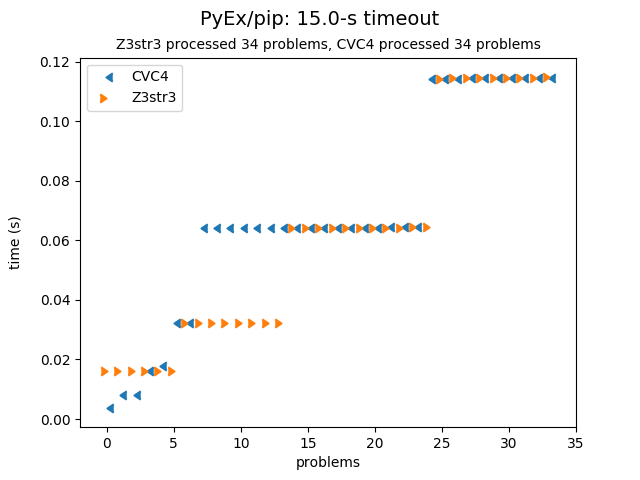 PyEx/pip: 15.0-s timeout
Z3str3 processed 34 problems, CVC4 processed 34 problems
CVC4
Z3str3
time (s)
0.12
0.10
0.08
0.06
0.04
0.02
0.00
0 5 10 15 20 25 30 35
problems